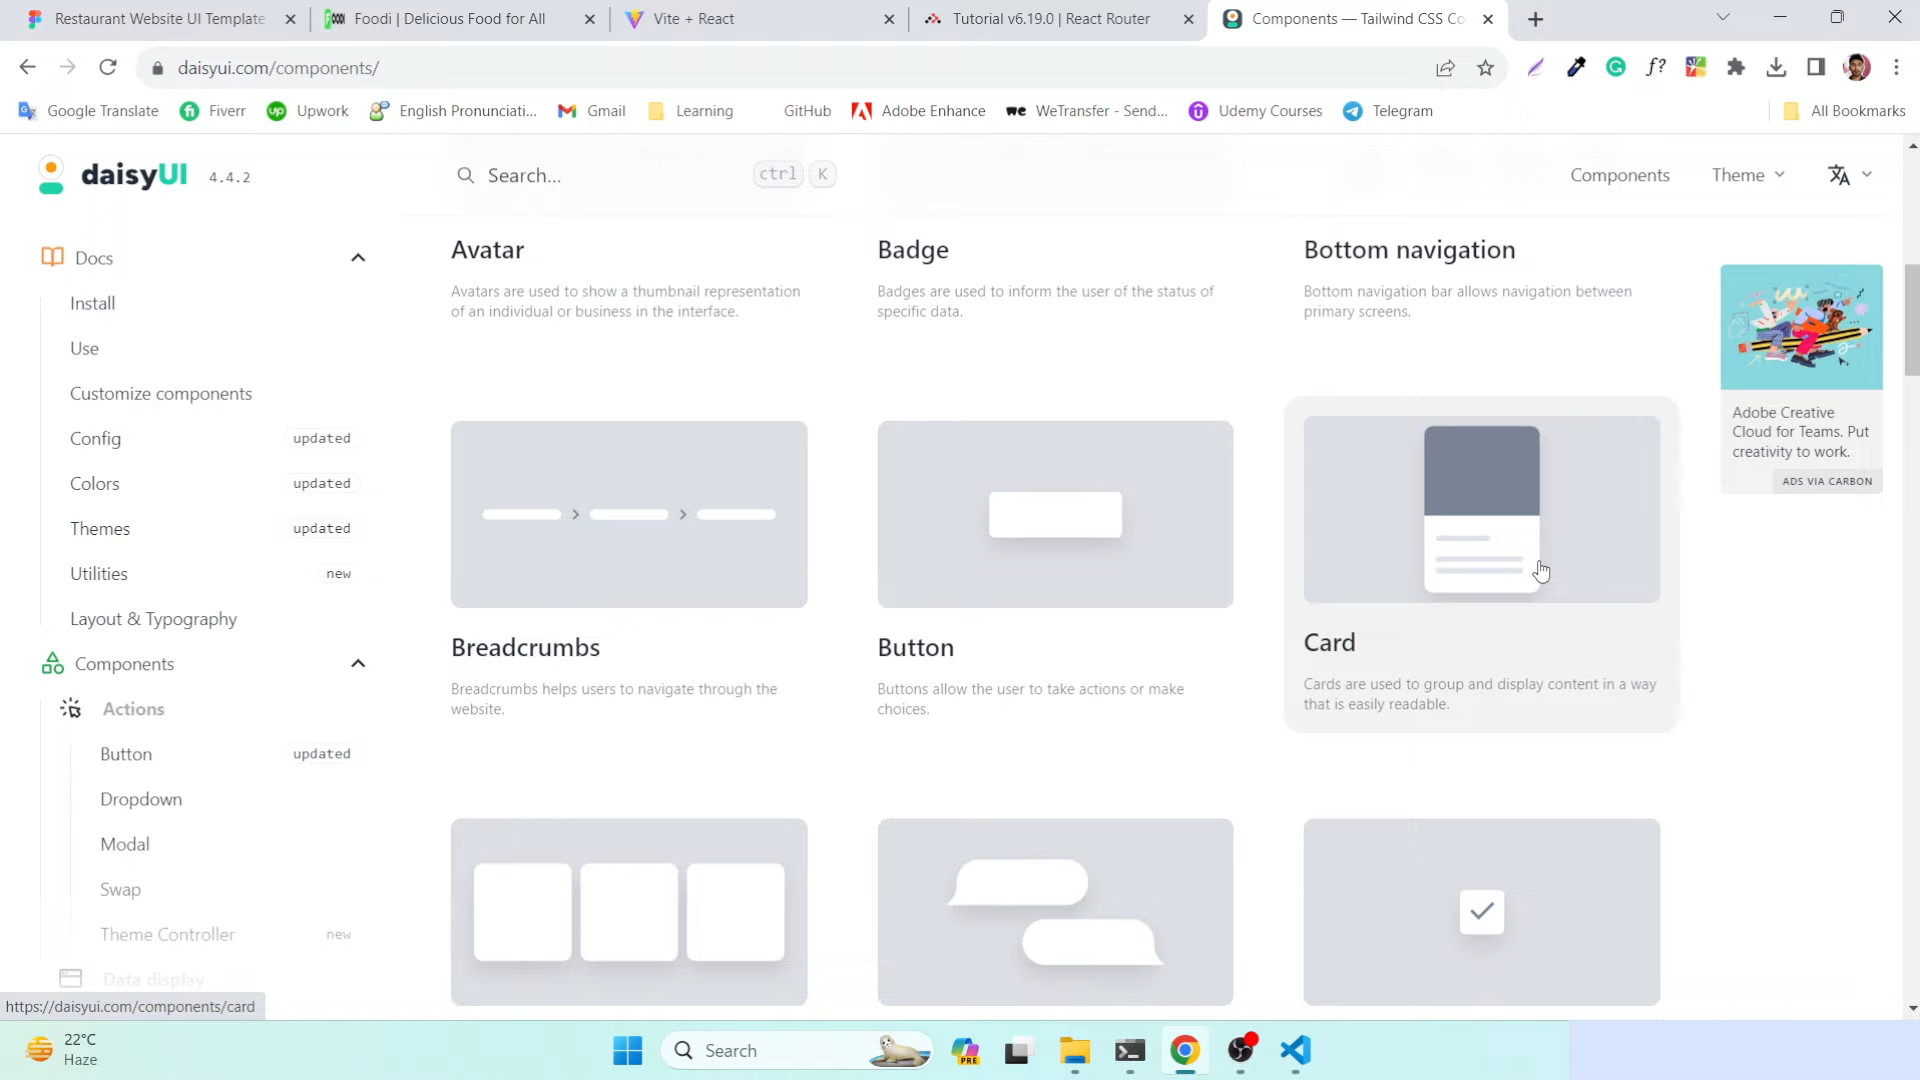 Restaurant Website UI Template
Foodi | Delicious Food for All
Vite + React
Tutorial v6.19.0 | React Router
Components — Tailwind CSS Co
daisyui.com/components/
f?
Google Translate
Fiverr
Upwork
English Pronunciati...
Gmail
Learning
GitHub
Adobe Enhance
WeTransfer - Send...
Udemy Courses
Telegram
All Bookmarks
daisyUI 4.4.2
Search...
ctrl K
Components
Theme
Docs
Install
Use
Customize components
Config updated
Colors updated
Themes updated
Utilities new
Layout & Typography
Components
Actions
Button updated
Dropdown
Modal
Swap
Theme Controller new
Data display
Avatar
Avatars are used to show a thumbnail representation
of an individual or business in the interface.
Badge
Badges are used to inform the user of the status of
specific data.
Bottom navigation
Bottom navigation bar allows navigation between
primary screens.
Breadcrumbs
Breadcrumbs helps users to navigate through the
website.
Button
Buttons allow the user to take actions or make
choices.
Card
Cards are used to group and display content in a way
that is easily readable.
Adobe Creative
Cloud for Teams. Put
creativity to work.
ADS VIA CARBON
https://daisyui.com/components/card
22°C
Haze
Search
PRE